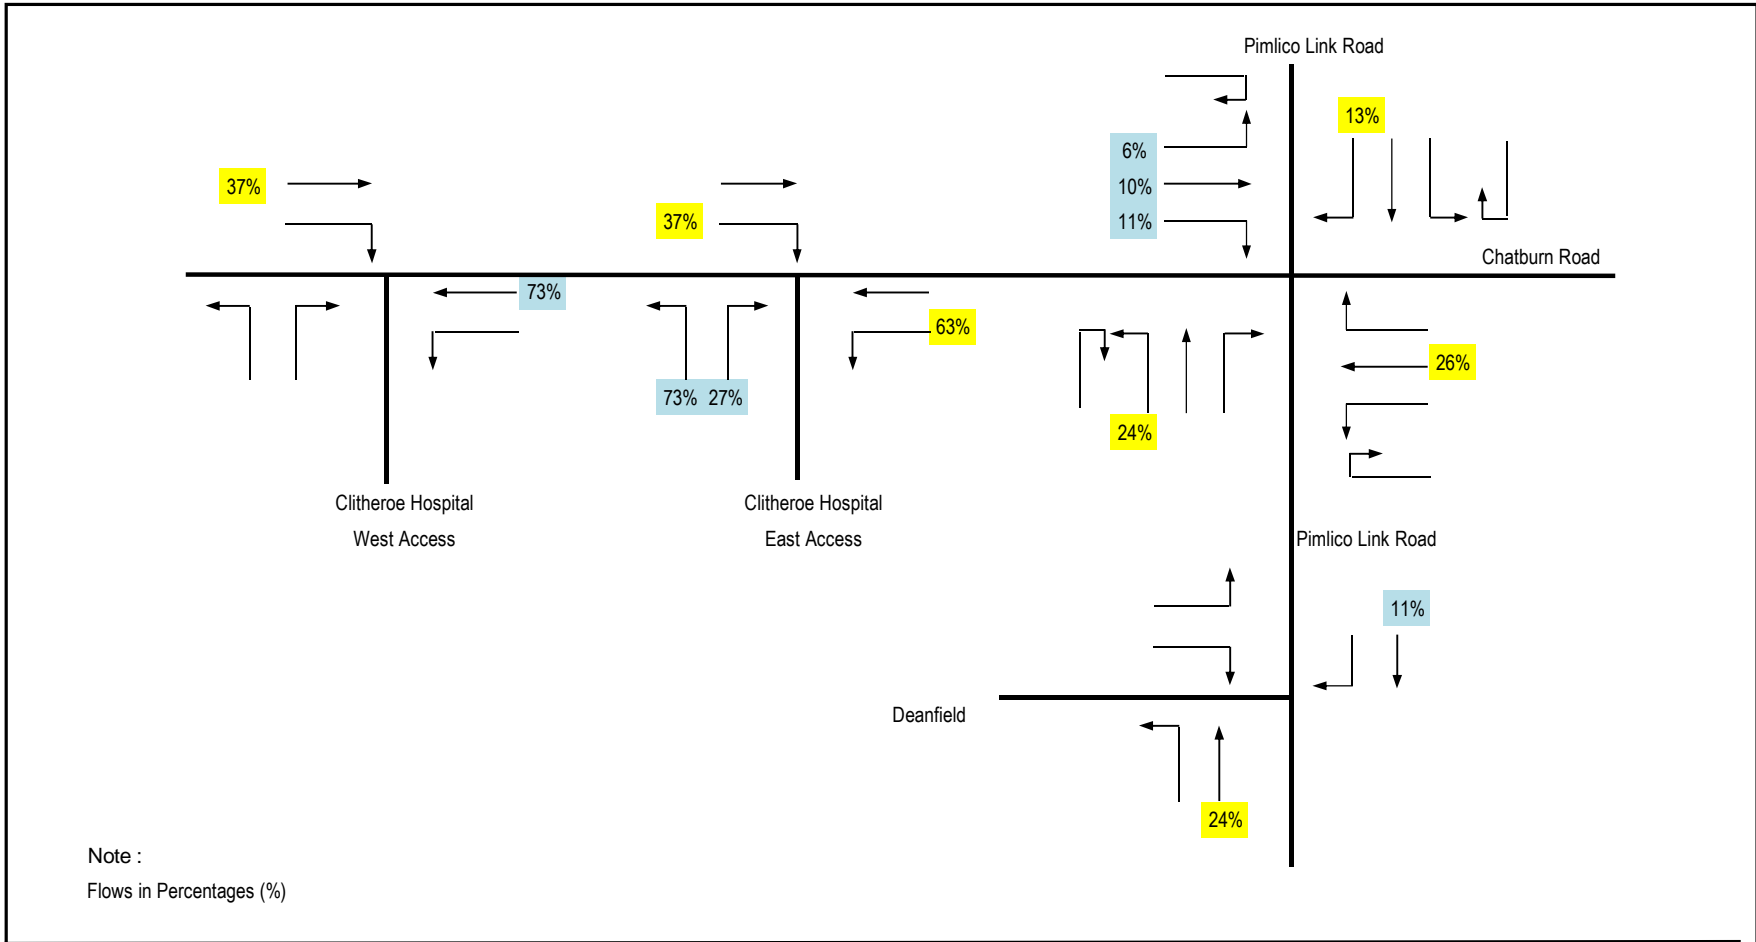 Pimlico Link Road
13%
6%
37%
10%
37%
11%
Chatburn Road
73%
63%
26%
73% 27%
24%
Clitheroe Hospital
West Access
Clitheroe Hospital
East Access
Pimlico Link Road
11%
Deanfield
24%
Note :
Flows in Percentages (%)